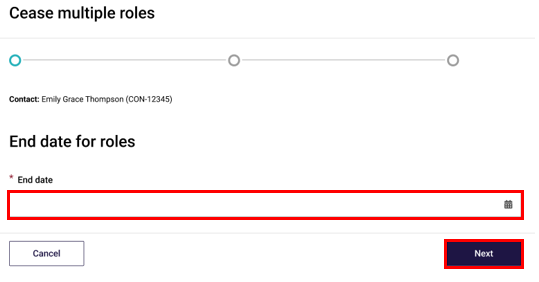 Cease multiple roles
Contact: Emily Grace Thompson (CON-12345)
End date for roles
* End date
Cancel
Next